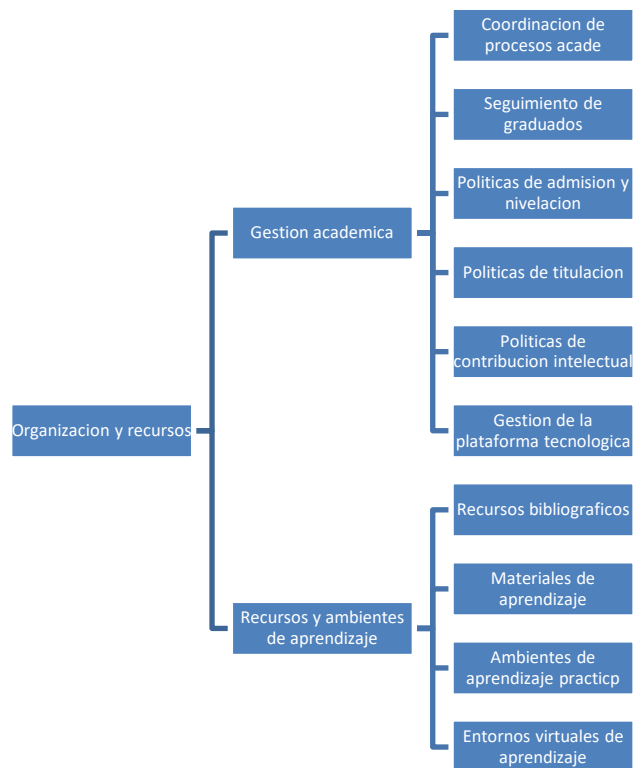 Coordinacion de
procesos acade
Seguimiento de
graduados
Politicas de admision y
nivelacion
Gestion academica
Politicas de titulacion
Politicas de
contribucion intelectual
Organizacion y recursos
Gestion de la
plataforma tecnologica
Recursos bibliograficos
Materiales de
aprendizaje
Recursos y ambientes
de aprendizaje
Ambientes de
aprendizaje practicp
Entornos virtuales de
aprendizaje